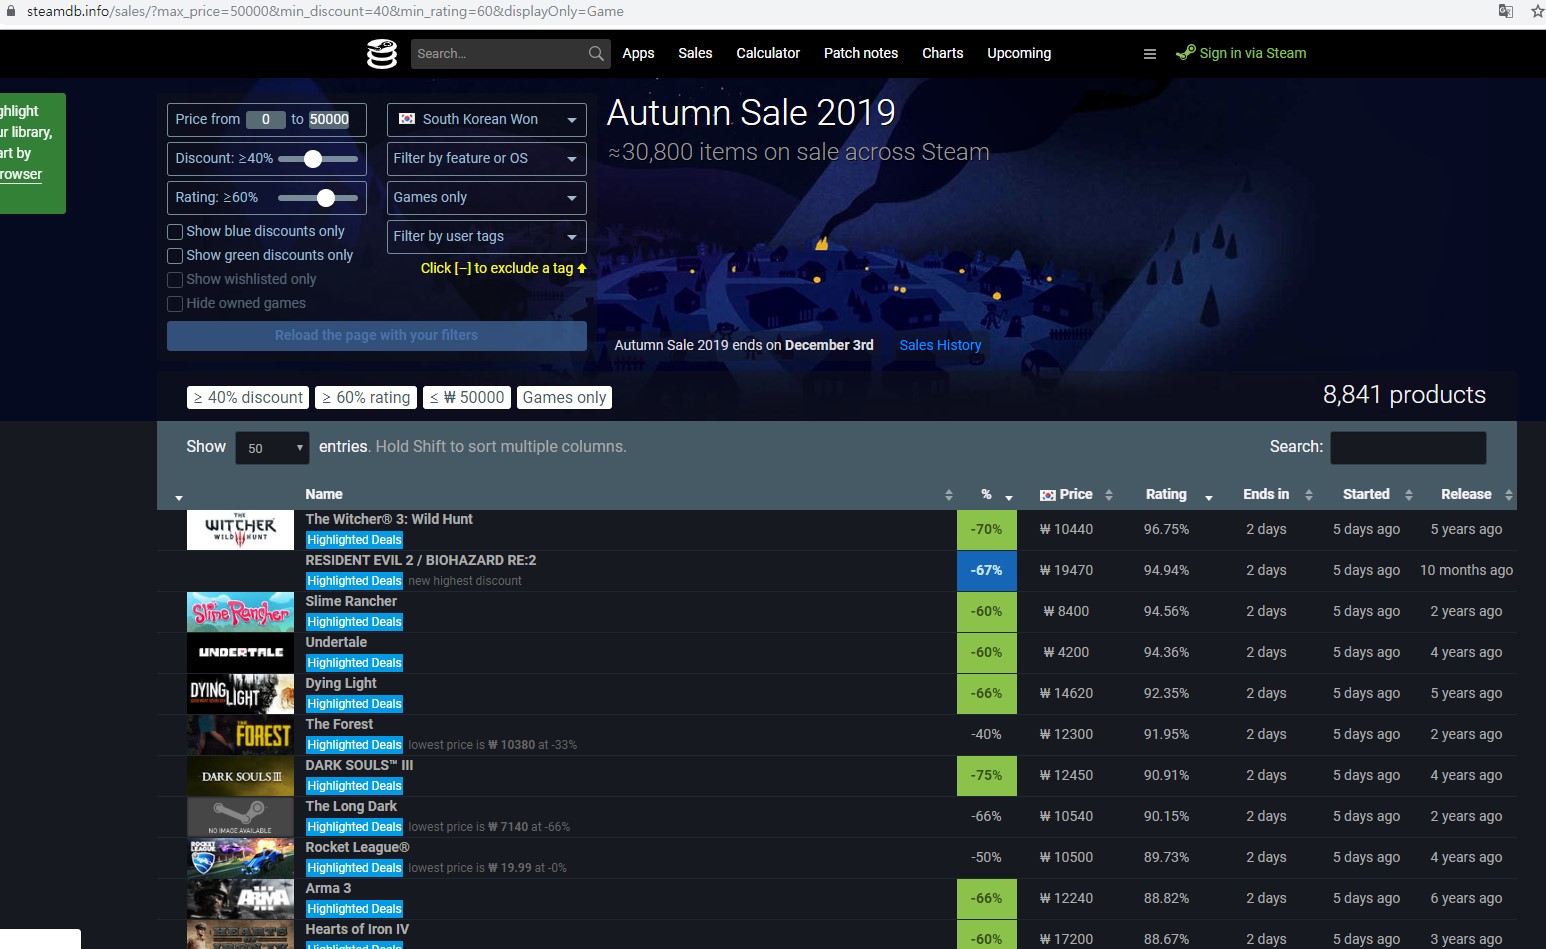 steamdb.info/sales/?max_price=50000&min_discount=40&min_rating=60&displayOnly=Game
Search...
Apps
Sales
Calculator
Patch notes
Charts
Upcoming
Sign in via Steam
ghlight
ur library,
art by
rowser
Price from 0 to 50000
South Korean Won
Discount: ≥40%
Filter by feature or OS
Rating: ≥60%
Games only
Show blue discounts only
Filter by user tags
Show green discounts only
Click [–] to exclude a tag
Show wishlisted only
Hide owned games
Reload the page with your filters
Autumn Sale 2019
≈30,800 items on sale across Steam
Autumn Sale 2019 ends on December 3rd
Sales History
≥ 40% discount
≥ 60% rating
≤ ₩ 50000
Games only
8,841 products
Show 50 entries. Hold Shift to sort multiple columns.
Search:
Name % Price Rating Ends in Started Release
THE WITCHER WILD HUNT
The Witcher® 3: Wild Hunt
Highlighted Deals
-70% ₩ 10440 96.75% 2 days 5 days ago 5 years ago
RESIDENT EVIL 2 / BIOHAZARD RE:2
Highlighted Deals new highest discount
-67% ₩ 19470 94.94% 2 days 5 days ago 10 months ago
Slime Rancher
Slime Rancher
Highlighted Deals
-60% ₩ 8400 94.56% 2 days 5 days ago 2 years ago
UNDERTALE
Undertale
Highlighted Deals
-60% ₩ 4200 94.36% 2 days 5 days ago 4 years ago
DYING LIGHT
Dying Light
Highlighted Deals
-66% ₩ 14620 92.35% 2 days 5 days ago 5 years ago
THE FOREST
The Forest
Highlighted Deals lowest price is ₩ 10380 at -33%
-40% ₩ 12300 91.95% 2 days 5 days ago 2 years ago
DARK SOULS III
DARK SOULS™ III
Highlighted Deals
-75% ₩ 12450 90.91% 2 days 5 days ago 4 years ago
NO IMAGE AVAILABLE
The Long Dark
Highlighted Deals lowest price is ₩ 7140 at -66%
-66% ₩ 10540 90.15% 2 days 5 days ago 2 years ago
ROCKET LEAGUE
Rocket League®
Highlighted Deals lowest price is ₩ 19.99 at -0%
-50% ₩ 10500 89.73% 2 days 5 days ago 4 years ago
ARMA III
Arma 3
Highlighted Deals
-66% ₩ 12240 88.82% 2 days 5 days ago 6 years ago
HEARTS OF IRON IV
Hearts of Iron IV
Highlighted Deals
-60% ₩ 17200 88.67% 2 days 5 days ago 3 years ago